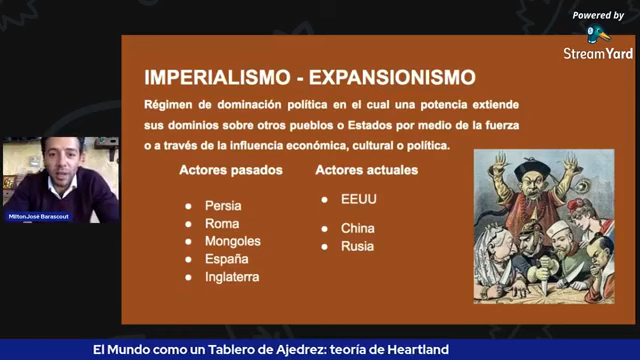 Powered by
StreamYard
IMPERIALISMO - EXPANSIONISMO
Régimen de dominación política en el cual una potencia extiende
sus dominios sobre otros pueblos o Estados por medio de la fuerza
o a través de la influencia económica, cultural o política.
Actores pasados
Persia
Roma
Mongoles
España
Inglaterra
Actores actuales
EEUU
China
Rusia
MiltonJosé Barascout
El Mundo como un Tablero de Ajedrez: teoría de Heartland